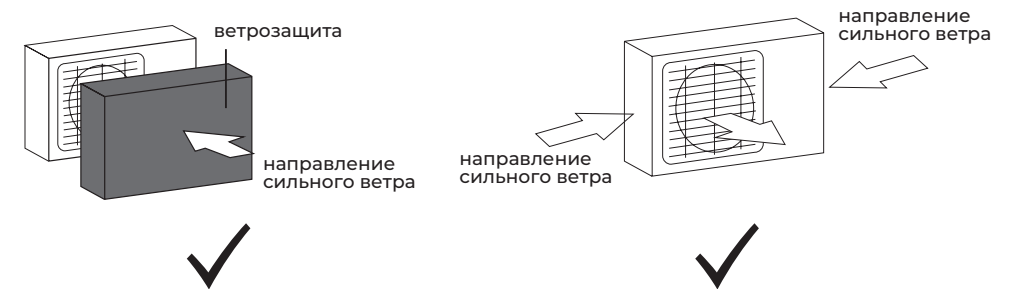 ветрозащита
направление
сильного ветра
направление
сильного ветра
направление
сильного ветра